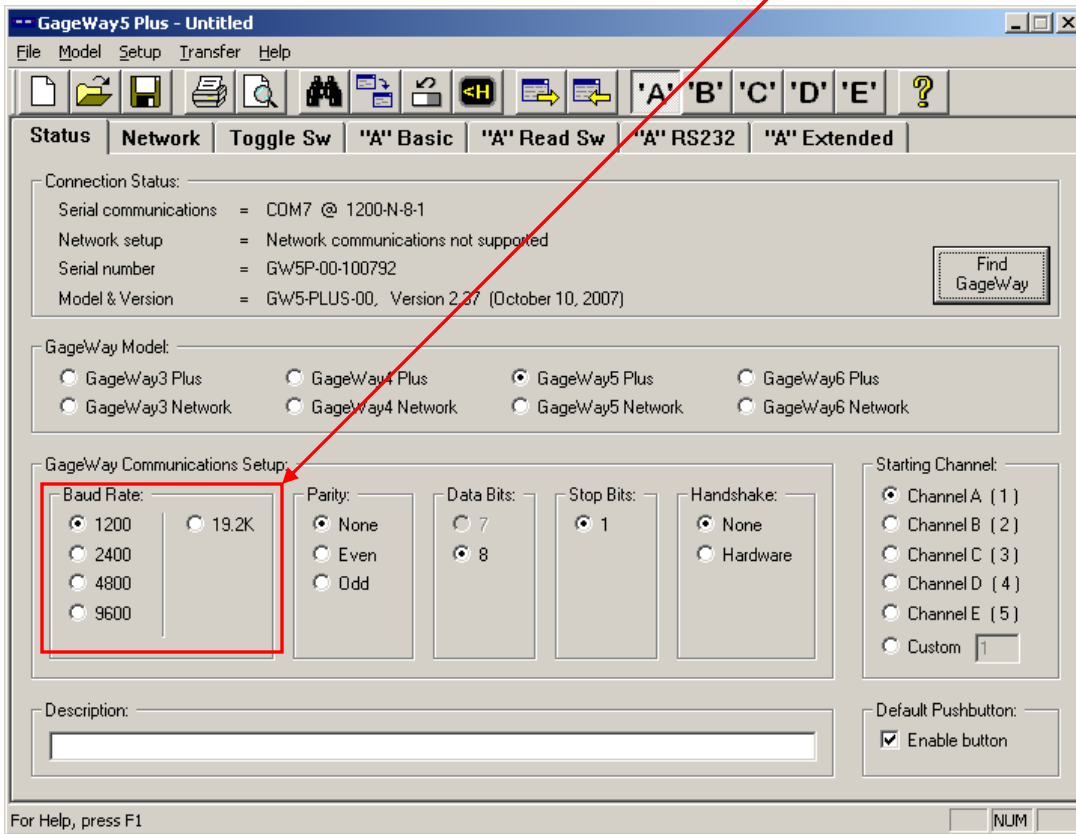 GageWay5 Plus - Untitled
File Model Setup Transfer Help
<H 'A' 'B' 'C' 'D' 'E' ?
Status Network Toggle Sw "A" Basic "A" Read Sw "A" RS232 "A" Extended
Connection Status:
Serial communications = COM7 @ 1200-N-8-1
Network setup = Network communications not supported
Serial number = GW5P-00-100792
Model & Version = GW5-PLUS-00, Version 2.37 (October 10, 2007)
Find
GageWay
GageWay Model:
GageWay3 Plus GageWay4 Plus GageWay5 Plus GageWay6 Plus
GageWay3 Network GageWay4 Network GageWay5 Network GageWay6 Network
GageWay Communications Setup: Starting Channel:
Baud Rate: Parity: Data Bits: Stop Bits: Handshake:
1200 19.2K None 7 1 None Channel A ( 1 )
2400 Even 8 Hardware Channel B ( 2 )
4800 Odd Channel C ( 3 )
9600 Channel D ( 4 )
Channel E ( 5 )
Custom 1
Description: Default Pushbutton:
Enable button
For Help, press F1 NUM